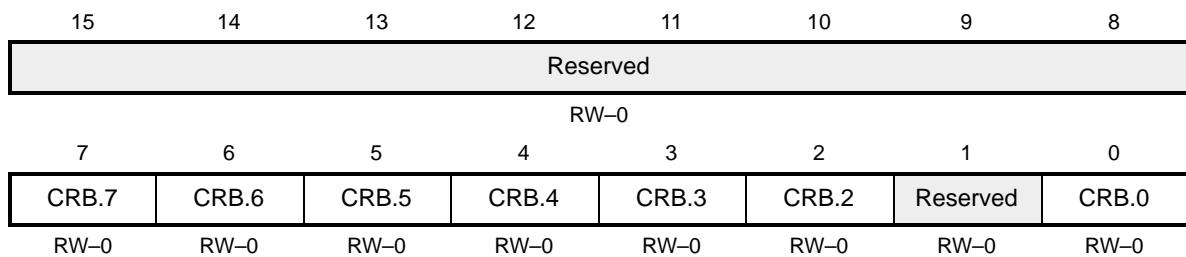 15 14 13 12 11 10 9 8
Reserved
RW–0
7 6 5 4 3 2 1 0
CRB.7 CRB.6 CRB.5 CRB.4 CRB.3 CRB.2 Reserved CRB.0
RW–0 RW–0 RW–0 RW–0 RW–0 RW–0 RW–0 RW–0